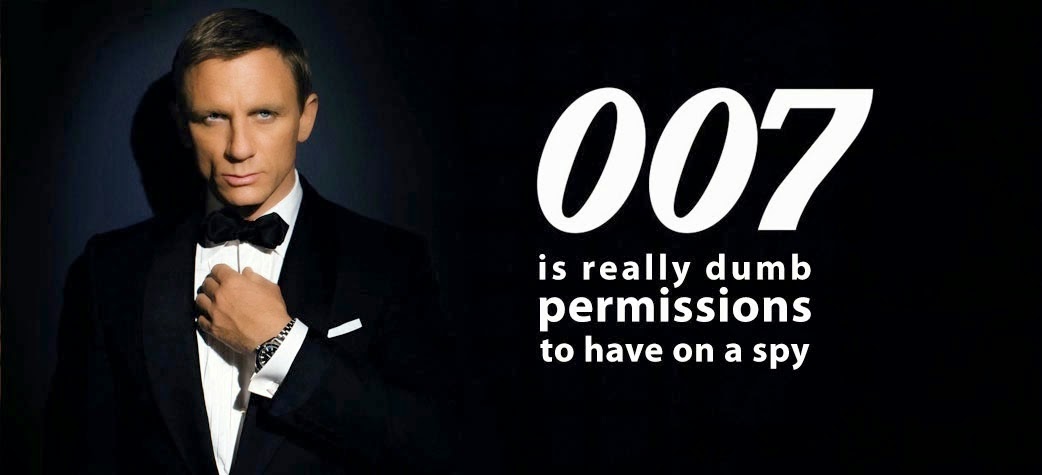 007
is really dumb
permissions
to have on a spy